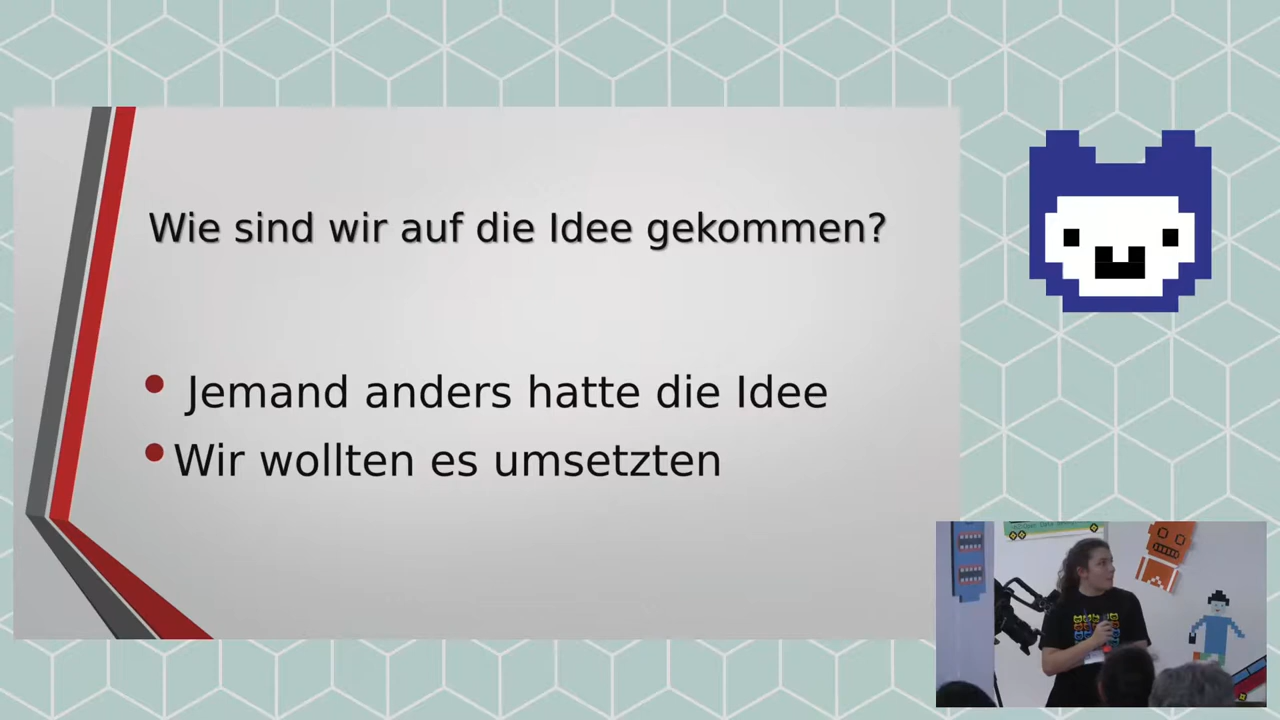 Wie sind wir auf die Idee gekommen?
Jemand anders hatte die Idee
Wir wollten es umsetzten